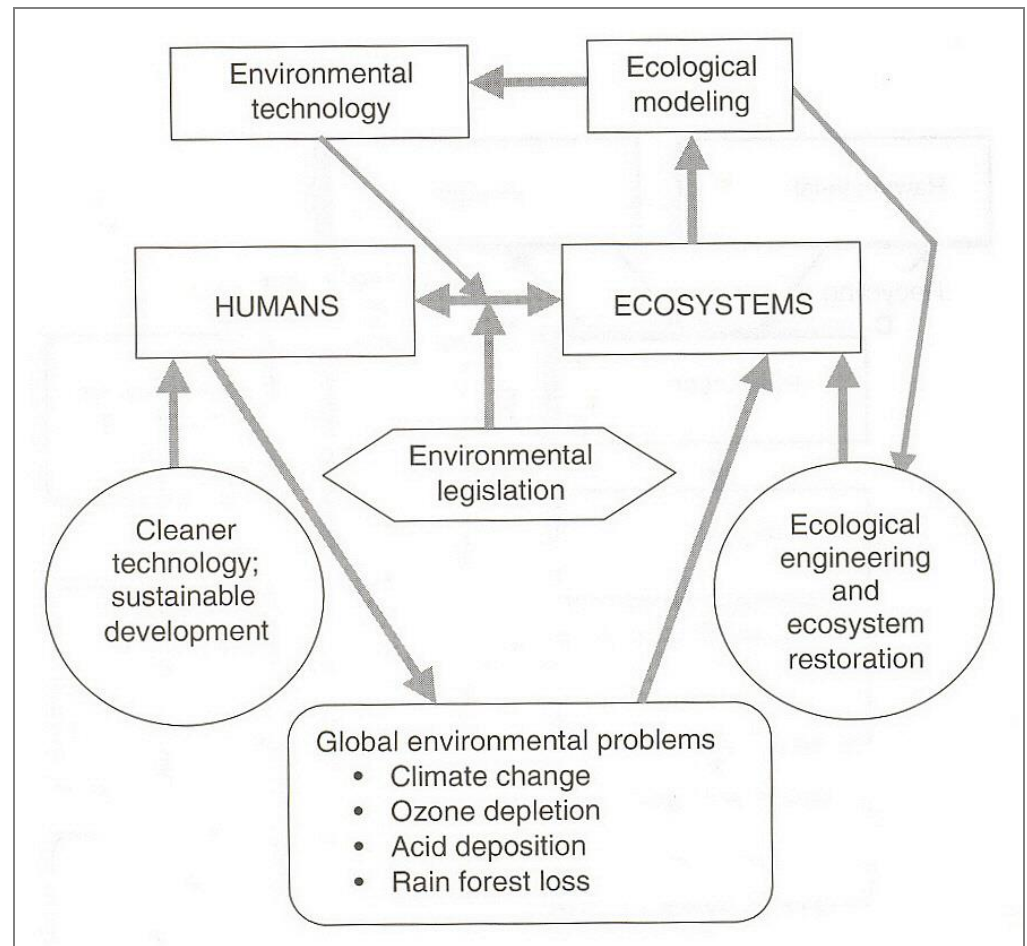 Environmental
technology
Ecological
modeling
HUMANS
ECOSYSTEMS
Environmental
legislation
Cleaner
technology;
sustainable
development
Ecological
engineering
and
ecosystem
restoration
Global environmental problems
• Climate change
• Ozone depletion
• Acid deposition
• Rain forest loss